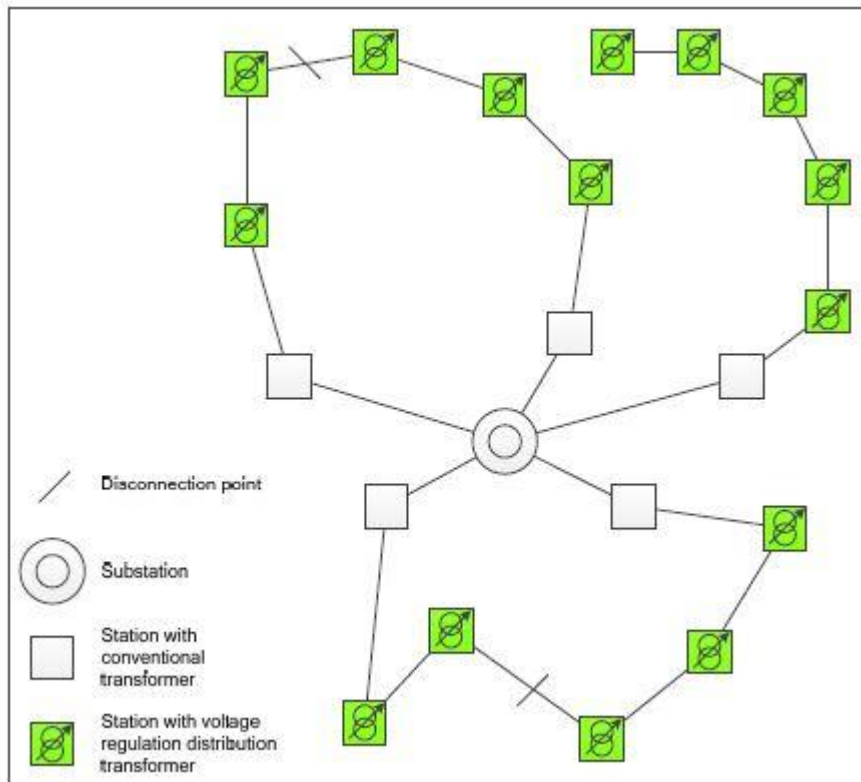 Disconnection point
Substation
Station with
conventional
transformer
Station with voltage
regulation distribution
transformer